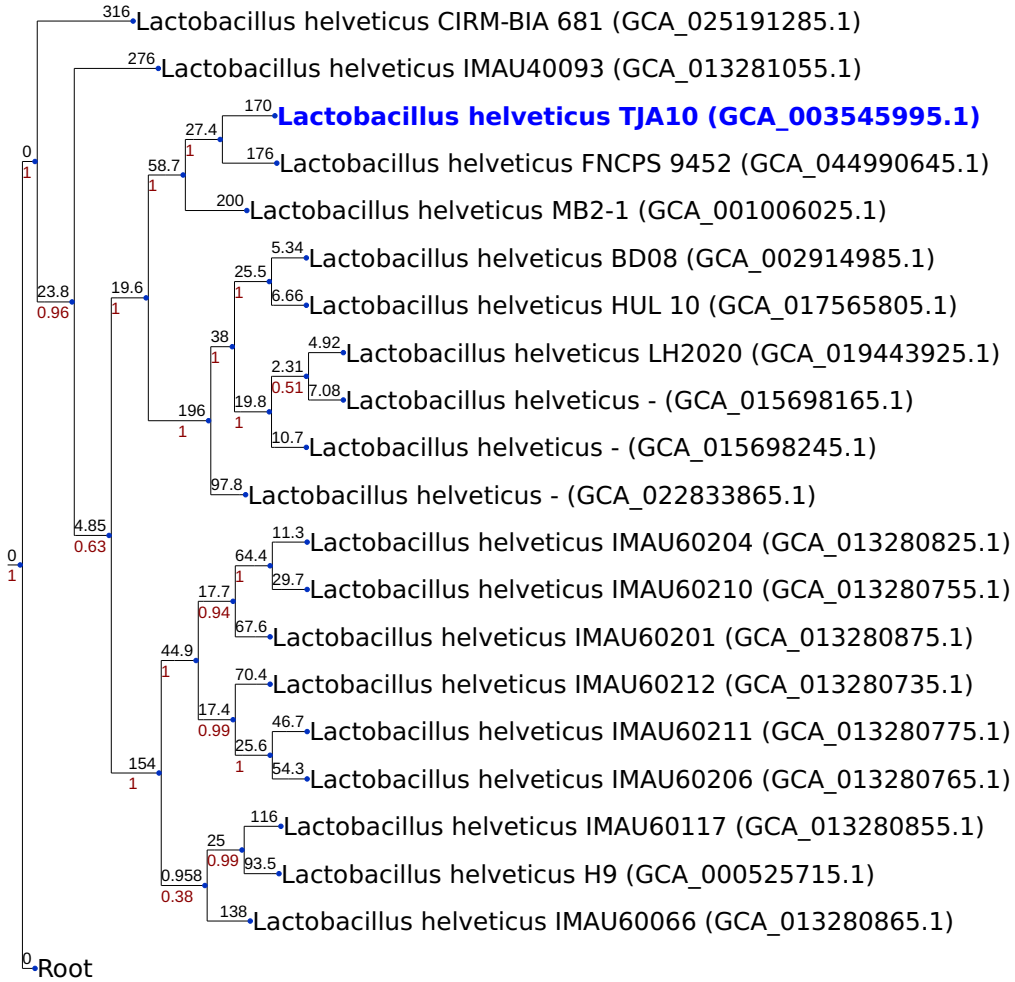 316 Lactobacillus helveticus CIRM-BIA 681 (GCA_025191285.1)
276 Lactobacillus helveticus IMAU40093 (GCA_013281055.1)
170 Lactobacillus helveticus TJA10 (GCA_003545995.1)
27.4
1
0
1
176 Lactobacillus helveticus FNCPS 9452 (GCA_044990645.1)
58.7
1
200 Lactobacillus helveticus MB2-1 (GCA_001006025.1)
5.34 Lactobacillus helveticus BD08 (GCA_002914985.1)
25.5
1
23.8
0.96
19.6
1
6.66 Lactobacillus helveticus HUL 10 (GCA_017565805.1)
38
1
4.92 Lactobacillus helveticus LH2020 (GCA_019443925.1)
2.31
0.51
7.08 Lactobacillus helveticus - (GCA_015698165.1)
19.8
1
196
1
10.7 Lactobacillus helveticus - (GCA_015698245.1)
97.8 Lactobacillus helveticus - (GCA_022833865.1)
4.85
0.63
11.3 Lactobacillus helveticus IMAU60204 (GCA_013280825.1)
0
1
64.4
1
29.7 Lactobacillus helveticus IMAU60210 (GCA_013280755.1)
17.7
0.94
67.6 Lactobacillus helveticus IMAU60201 (GCA_013280875.1)
44.9
1
70.4 Lactobacillus helveticus IMAU60212 (GCA_013280735.1)
17.4
0.99
46.7 Lactobacillus helveticus IMAU60211 (GCA_013280775.1)
25.6
1
154
1
54.3 Lactobacillus helveticus IMAU60206 (GCA_013280765.1)
116 Lactobacillus helveticus IMAU60117 (GCA_013280855.1)
25
0.99
93.5 Lactobacillus helveticus H9 (GCA_000525715.1)
0.958
0.38
138 Lactobacillus helveticus IMAU60066 (GCA_013280865.1)
0 Root